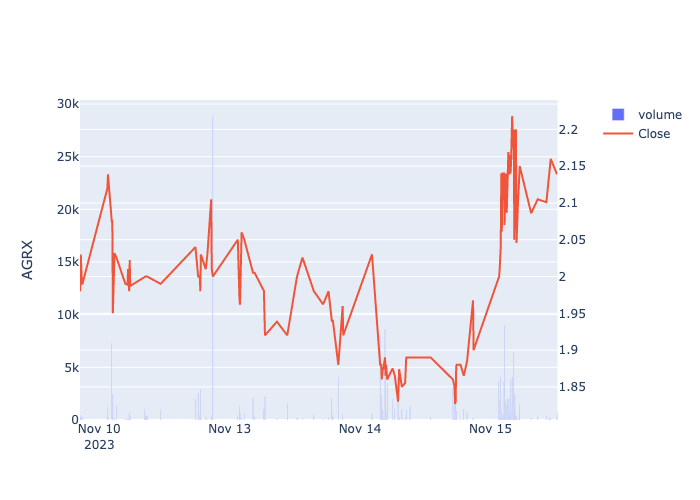 AGRX
30k
25k
20k
15k
10k
5k
0
2.2
2.15
2.1
2.05
2
1.95
1.9
1.85
Nov 10
2023
Nov 13
Nov 14
Nov 15
volume
Close